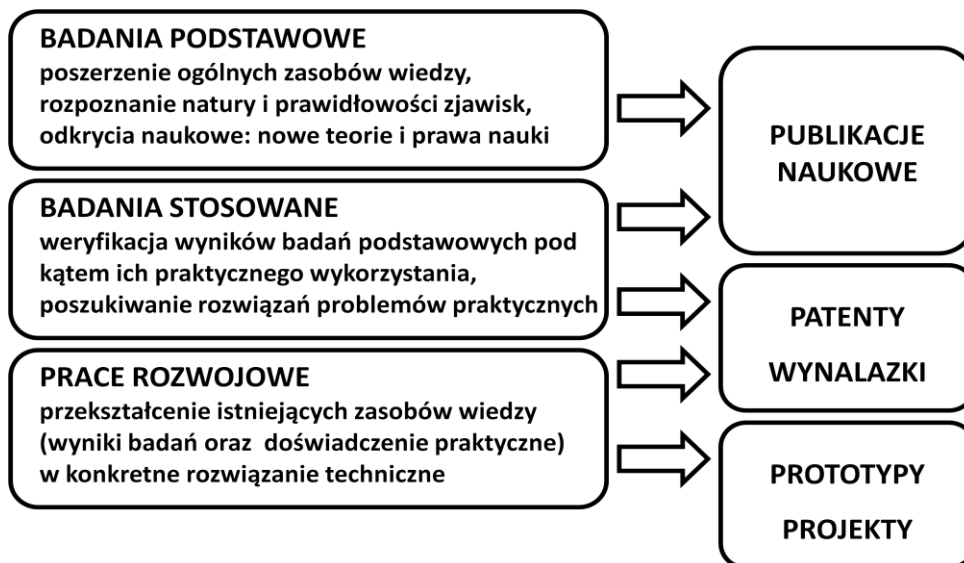 BADANIA PODSTAWOWE
poszerzenie ogólnych zasobów wiedzy,
rozpoznanie natury i prawidłowości zjawisk,
odkrycia naukowe: nowe teorie i prawa nauki
BADANIA STOSOWANE
weryfikacja wyników badań podstawowych pod
kątem ich praktycznego wykorzystania,
poszukiwanie rozwiązań problemów praktycznych
PRACE ROZWOJOWE
przekształcenie istniejących zasobów wiedzy
(wyniki badań oraz doświadczenie praktyczne)
w konkretne rozwiązanie techniczne
PUBLIKACJE
NAUKOWE
PATENTY
WYNALAZKI
PROTOTYPY
PROJEKTY